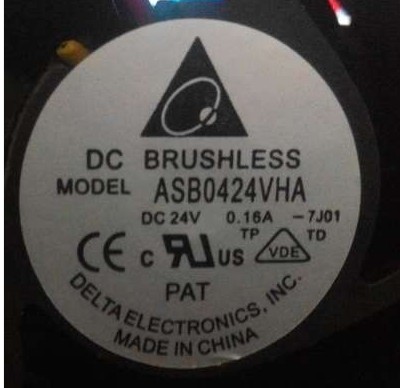 DC BRUSHLESS
MODEL ASB0424VHA
DC 24V 0.16A -7J01
TP TD
CE c RU US VDE
PAT
DELTA ELECTRONICS, INC.
MADE IN CHINA